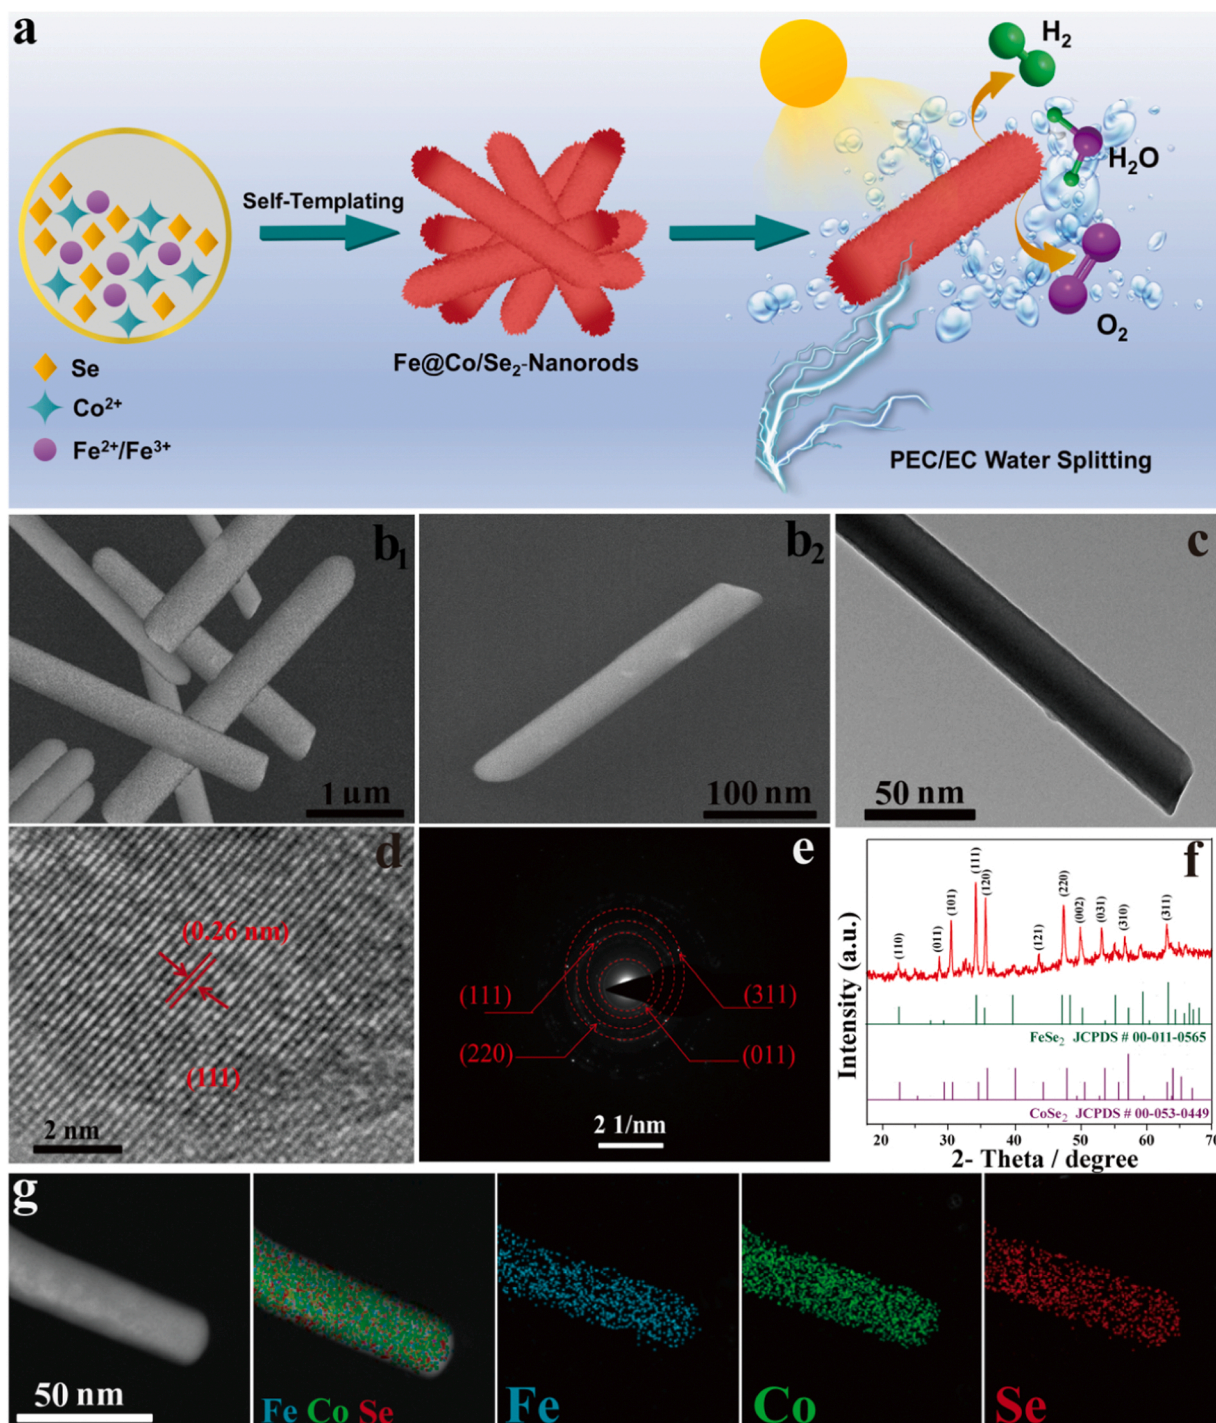 a
H₂
H₂O
O₂
Self-Templating
Se
Co²⁺
Fe²⁺/Fe³⁺
Fe@Co/Se₂-Nanorods
PEC/EC Water Splitting
b₁
1 μm
b₂
100 nm
c
50 nm
d
(0.26 nm)
(111)
2 nm
e
(111)
(220)
(311)
(011)
2 1/nm
f
Intensity (a.u.)
(110)
(011)
(101)
(111)
(120)
(121)
(220)
(002)
(031)
(310)
(311)
FeSe₂ JCPDS # 00-011-0565
CoSe₂ JCPDS # 00-053-0449
20 30 40 50 60 70
2- Theta / degree
g
50 nm
Fe Co Se
Fe
Co
Se